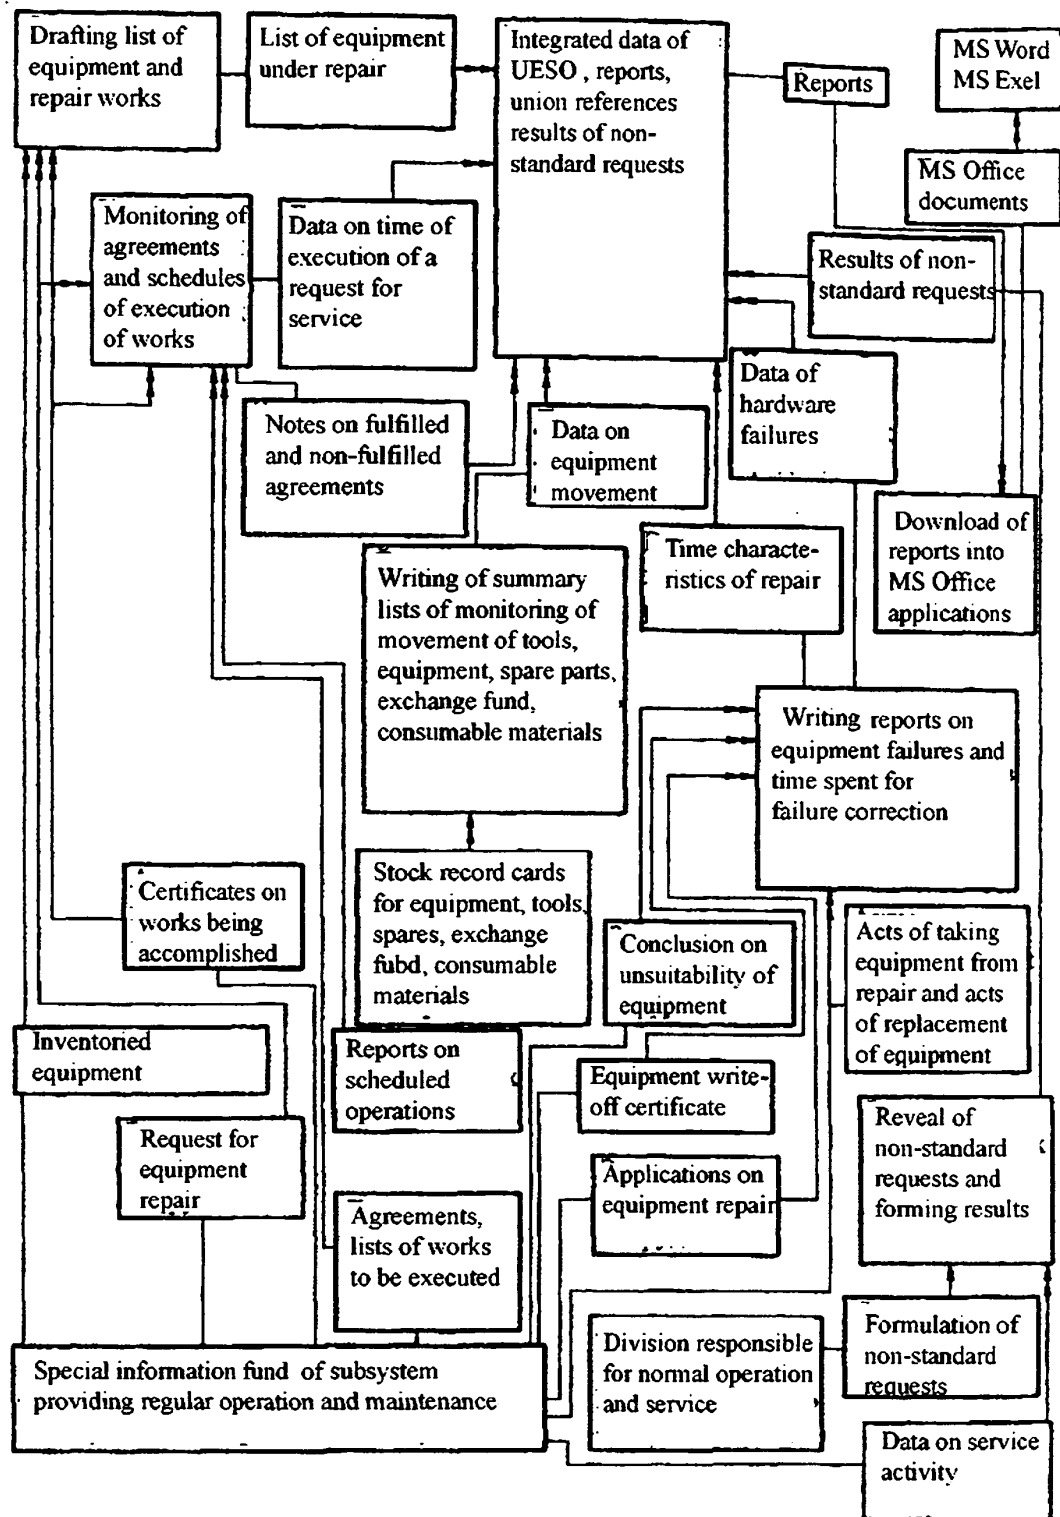 Drafting list of
equipment and
repair works
List of equipment
under repair
Integrated data of
UESO , reports,
union references
results of non-
standard requests
Reports
MS Word
MS Exel
MS Office
documents
Monitoring of
agreements
and schedules
of execution
of works
Data on time of
execution of a
request for
service
Results of non-
standard requests
Data of
hardware
failures
Notes on fulfilled
and non-fulfilled
agreements
Data on
equipment
movement
Download of
reports into
MS Office
applications
Time characte-
ristics of repair
Writing of summary
lists of monitoring of
movement of tools,
equipment, spare parts,
exchange fund,
consumable materials
Writing reports on
equipment failures and
time spent for
failure correction
Certificates on
works being
accomplished
Stock record cards
for equipment, tools,
spares, exchange
fubd, consumable
materials
Conclusion on
unsuitability of
equipment
Acts of taking
equipment from
repair and acts
of replacement
of equipment
Inventoried
equipment
Reports on
scheduled
operations
Equipment write-
off certificate
Request for
equipment
repair
Reveal of
non-standard
requests and
forming results
Applications on
equipment repair
Agreements,
lists of works
to be executed
Special information fund of subsystem
providing regular operation and maintenance
Division responsible
for normal operation
and service
Formulation of
non-standard
requests
Data on service
activity